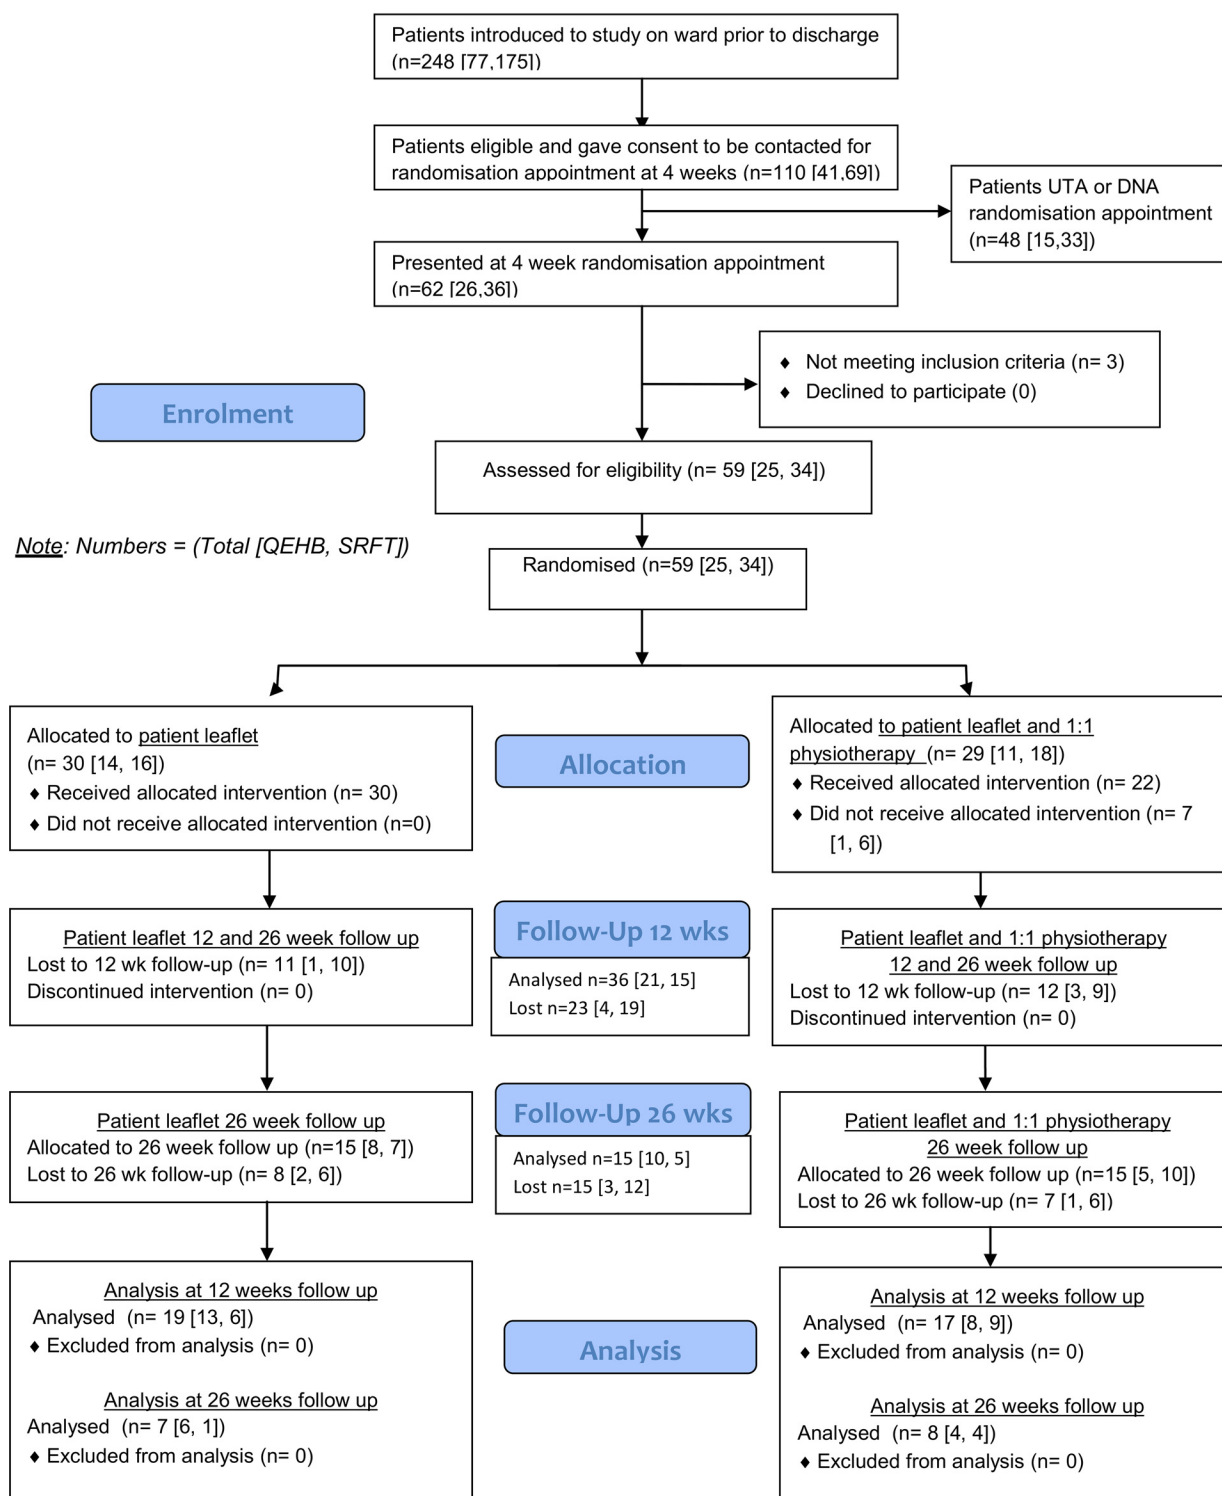 Patients introduced to study on ward prior to discharge
(n=248 [77,175])
Patients eligible and gave consent to be contacted for
randomisation appointment at 4 weeks (n=110 [41,69])
Patients UTA or DNA
randomisation appointment
(n=48 [15,33])
Presented at 4 week randomisation appointment
(n=62 [26,36])
♦ Not meeting inclusion criteria (n= 3)
♦ Declined to participate (0)
Enrolment
Assessed for eligibility (n= 59 [25, 34])
Note: Numbers = (Total [QEHB, SRFT])
Randomised (n=59 [25, 34])
Allocated to patient leaflet
(n= 30 [14, 16])
♦ Received allocated intervention (n= 30)
♦ Did not receive allocated intervention (n=0)
Allocation
Allocated to patient leaflet and 1:1
physiotherapy (n= 29 [11, 18])
♦ Received allocated intervention (n= 22)
♦ Did not receive allocated intervention (n= 7
[1, 6])
Patient leaflet 12 and 26 week follow up
Lost to 12 wk follow-up (n= 11 [1, 10])
Discontinued intervention (n= 0)
Follow-Up 12 wks
Analysed n=36 [21, 15]
Lost n=23 [4, 19]
Patient leaflet and 1:1 physiotherapy
12 and 26 week follow up
Lost to 12 wk follow-up (n= 12 [3, 9])
Discontinued intervention (n= 0)
Patient leaflet 26 week follow up
Allocated to 26 week follow up (n=15 [8, 7])
Lost to 26 wk follow-up (n= 8 [2, 6])
Follow-Up 26 wks
Analysed n=15 [10, 5]
Lost n=15 [3, 12]
Patient leaflet and 1:1 physiotherapy
26 week follow up
Allocated to 26 week follow up (n=15 [5, 10])
Lost to 26 wk follow-up (n= 7 [1, 6])
Analysis at 12 weeks follow up
Analysed (n= 19 [13, 6])
♦ Excluded from analysis (n= 0)
Analysis at 26 weeks follow up
Analysed (n= 7 [6, 1])
♦ Excluded from analysis (n= 0)
Analysis
Analysis at 12 weeks follow up
Analysed (n= 17 [8, 9])
♦ Excluded from analysis (n= 0)
Analysis at 26 weeks follow up
Analysed (n= 8 [4, 4])
♦ Excluded from analysis (n= 0)